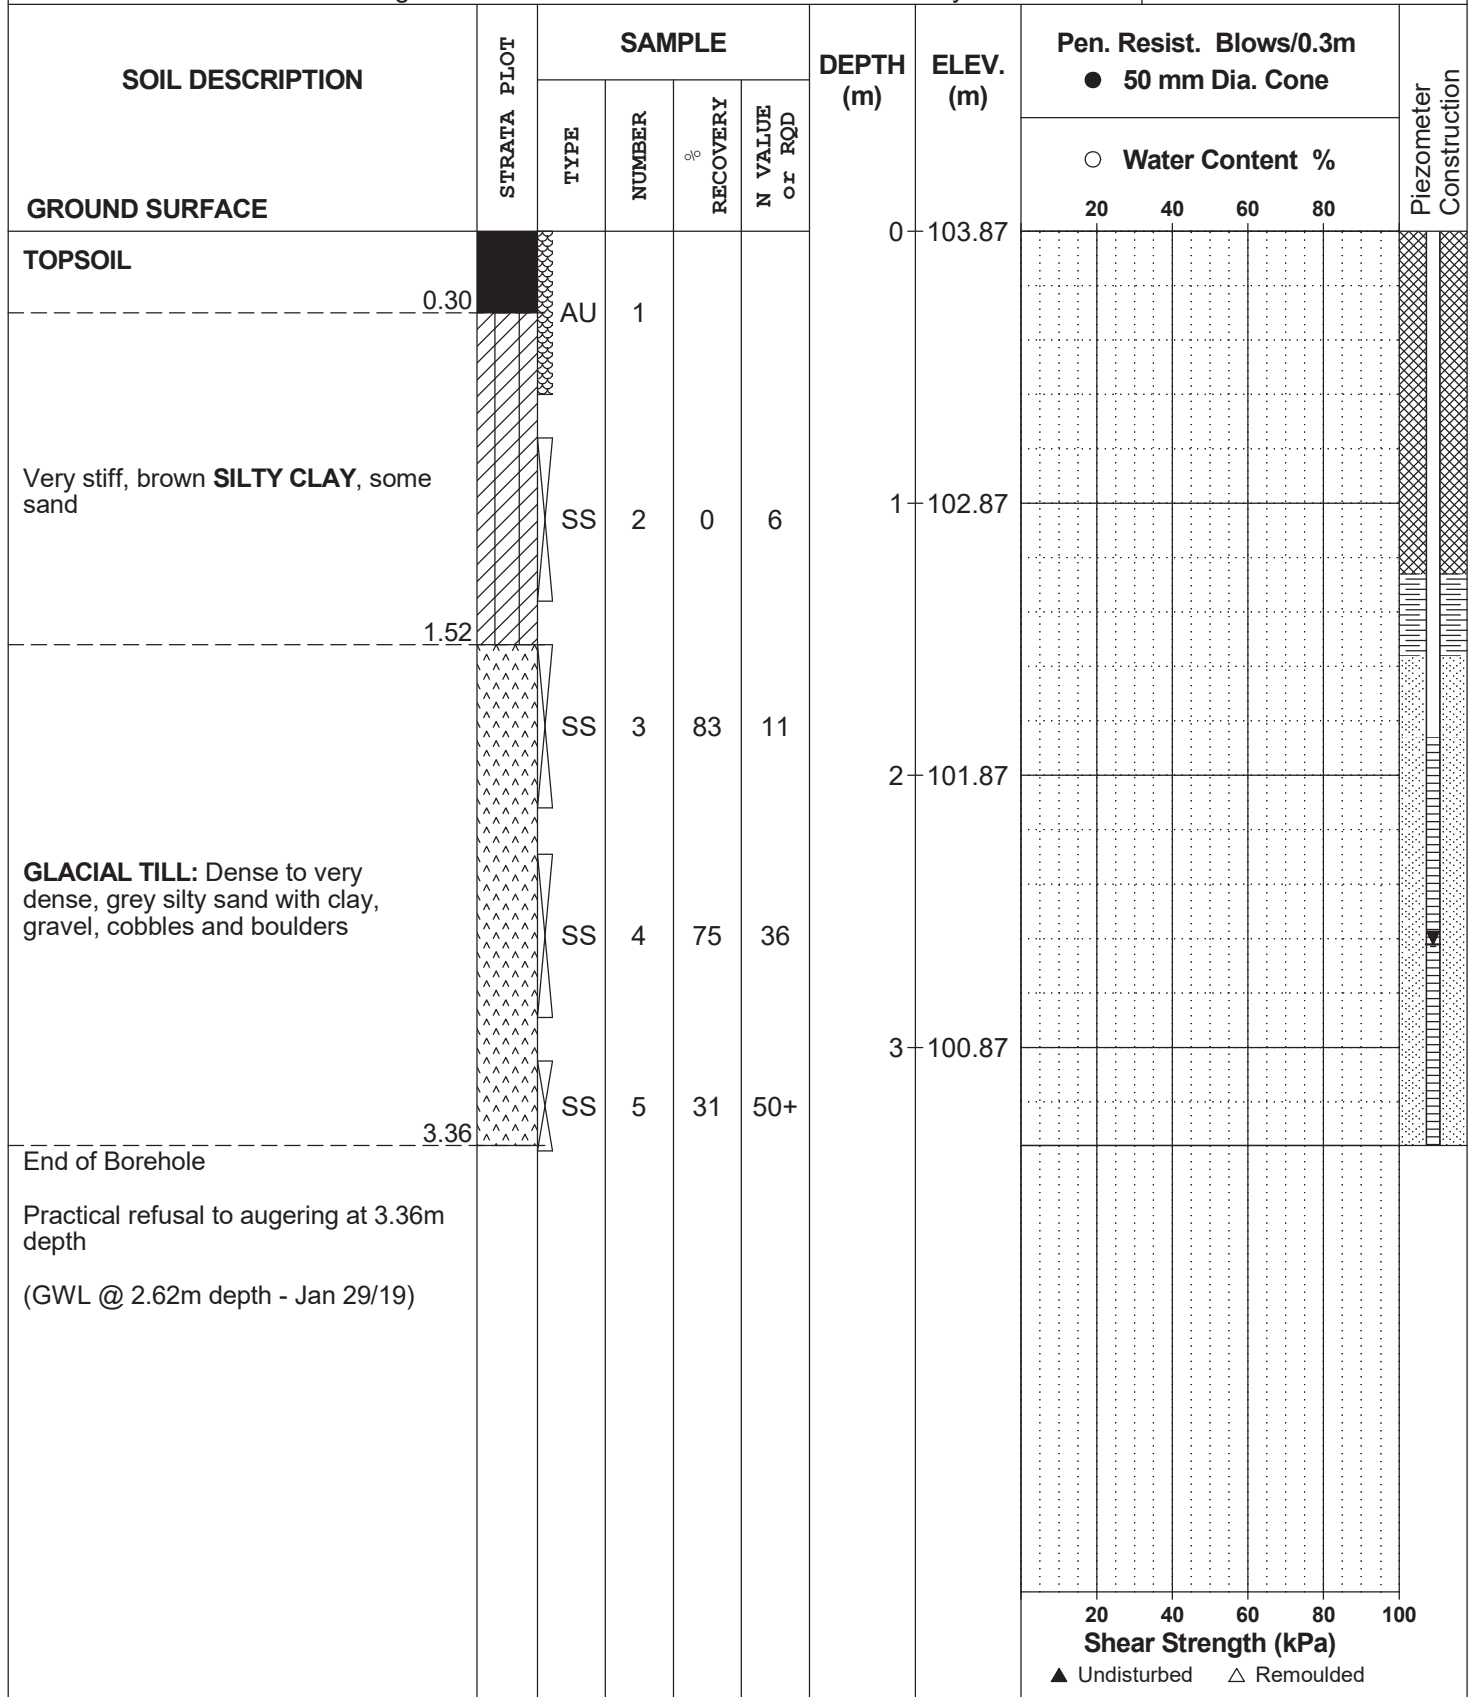 SOIL DESCRIPTION
GROUND SURFACE
STRATA PLOT
SAMPLE
TYPE
NUMBER
%
RECOVERY
N VALUE
or RQD
DEPTH
(m)
ELEV.
(m)
Pen. Resist. Blows/0.3m
● 50 mm Dia. Cone
○ Water Content %
20 40 60 80
Piezometer
Construction
0 103.87
TOPSOIL
0.30
AU 1
Very stiff, brown SILTY CLAY, some
sand
SS 2 0 6
1 102.87
1.52
SS 3 83 11
2 101.87
GLACIAL TILL: Dense to very
dense, grey silty sand with clay,
gravel, cobbles and boulders
SS 4 75 36
3 100.87
SS 5 31 50+
3.36
End of Borehole
Practical refusal to augering at 3.36m
depth
(GWL @ 2.62m depth - Jan 29/19)
20 40 60 80 100
Shear Strength (kPa)
▲ Undisturbed △ Remoulded